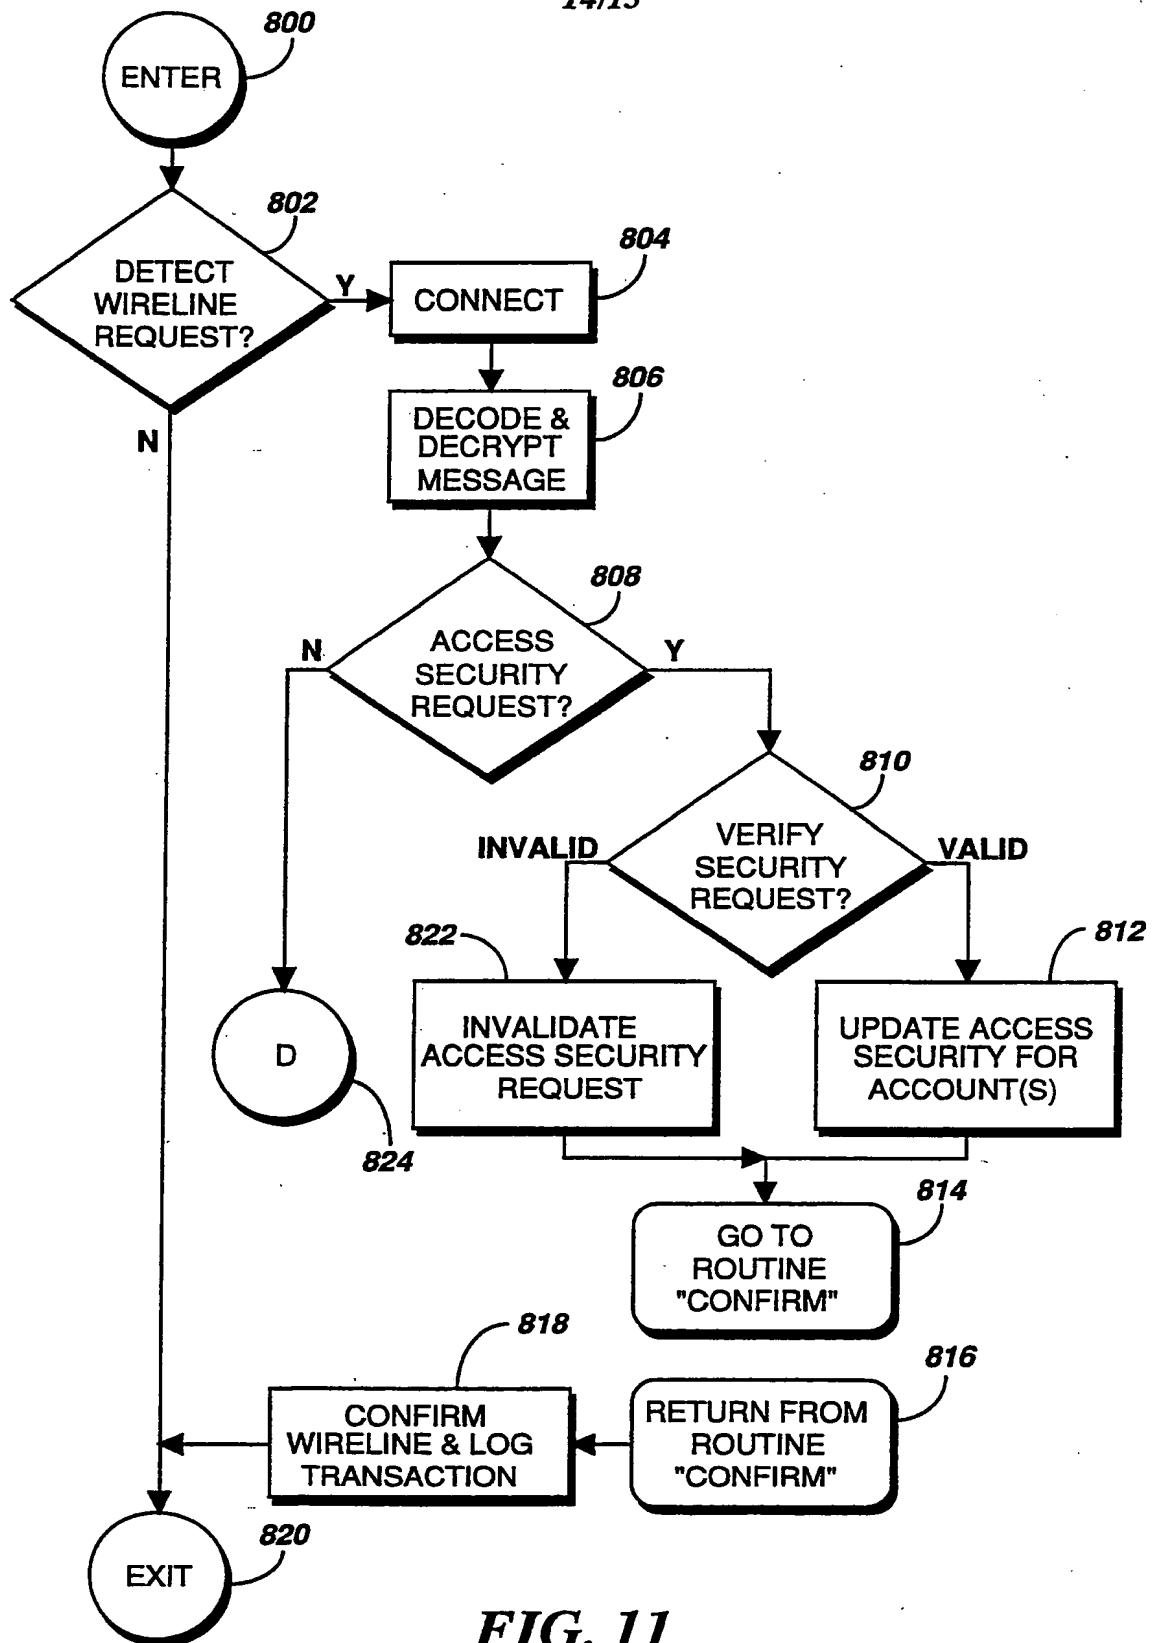 800
ENTER
802
DETECT
WIRELINE
REQUEST?
Y
N
804
CONNECT
806
DECODE &
DECRYPT
MESSAGE
808
ACCESS
SECURITY
REQUEST?
N
Y
810
VERIFY
SECURITY
REQUEST?
INVALID
VALID
822
INVALIDATE
ACCESS SECURITY
REQUEST
812
UPDATE ACCESS
SECURITY FOR
ACCOUNT(S)
D
824
814
GO TO
ROUTINE
"CONFIRM"
816
RETURN FROM
ROUTINE
"CONFIRM"
818
CONFIRM
WIRELINE & LOG
TRANSACTION
820
EXIT
FIG. 11